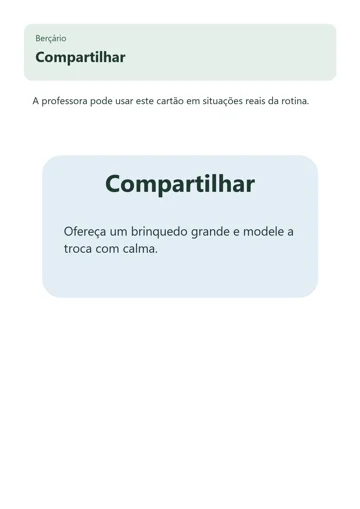 Berçário
Compartilhar
A professora pode usar este cartão em situações reais da rotina.
Compartilhar
Ofereça um brinquedo grande e modele a
troca com calma.